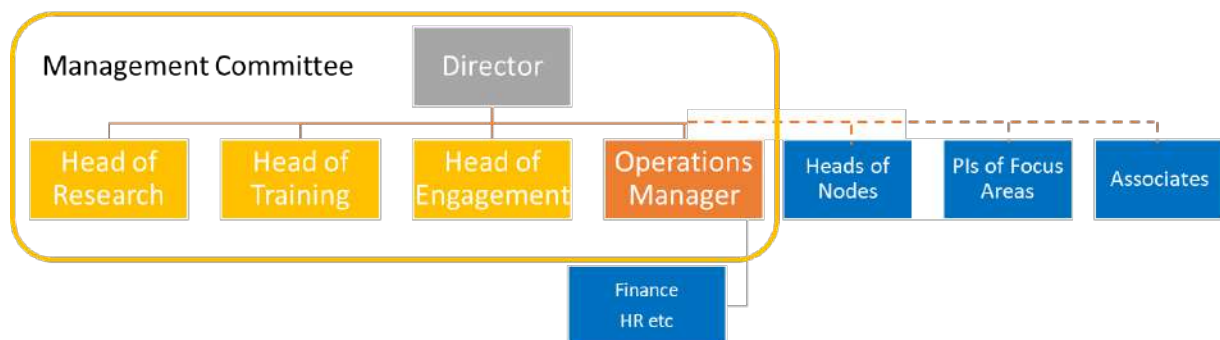 Management Committee
Director
Head of
Research
Head of
Training
Head of
Engagement
Operations
Manager
Heads of
Nodes
PIs of Focus
Areas
Associates
Finance
HR etc